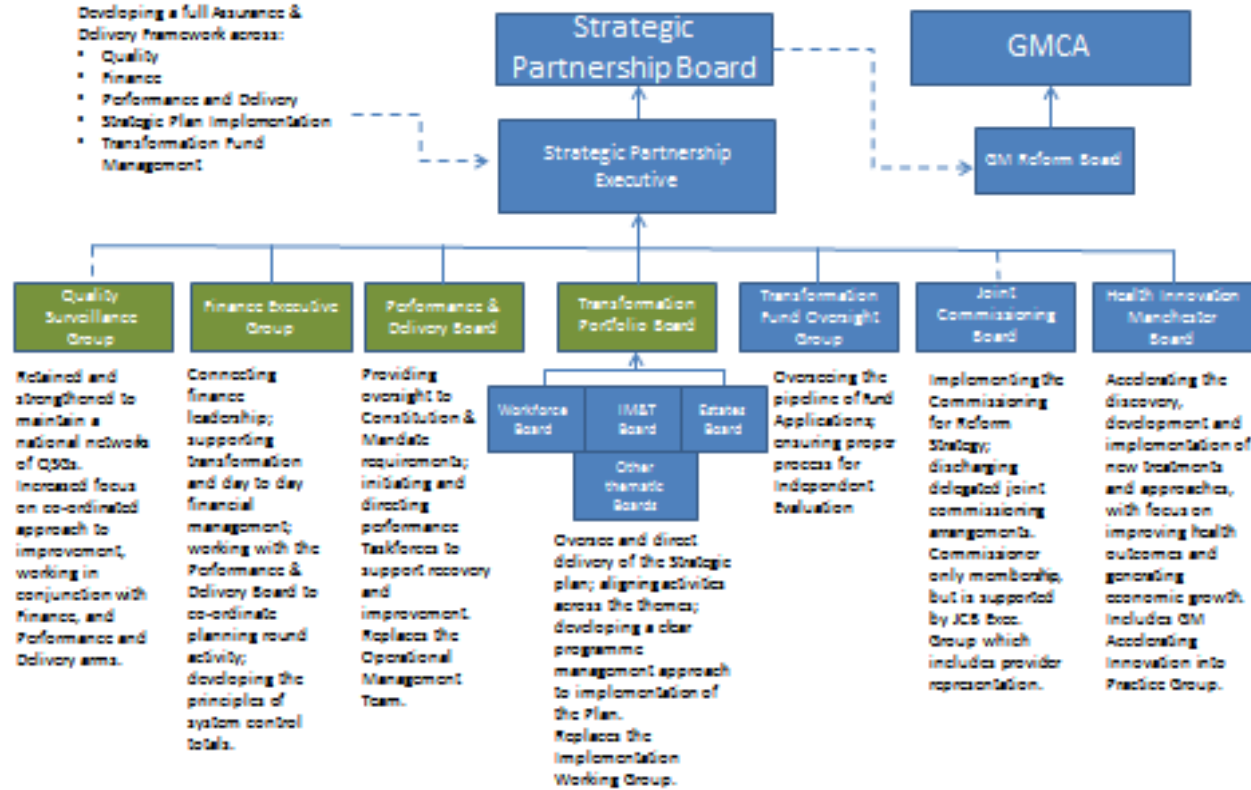 Developing a full Assurance &
Delivery Framework across:
• Quality
• Finance
• Performance and Delivery
• Strategic Plan Implementation
• Transformation Fund
Management
Strategic
Partnership Board
GMCA
Strategic Partnership
Executive
GM Reform Board
Quality
Surveillance
Group
Finance Executive
Group
Performance &
Delivery Board
Transformation
Portfolio Board
Transformation
Fund Oversight
Group
Joint
Commissioning
Board
Health Innovation
Manchester
Board
Retained and
strengthened to
maintain a
national networks
of QSGs.
Increased focus
on co-ordinated
approach to
improvement,
working in
conjunction with
Finance, and
Performance and
Delivery arms.
Connecting
finance
leadership;
supporting
transformation
and day to day
financial
management;
working with the
Performance &
Delivery Board to
co-ordinate
planning round
activity;
developing the
principles of
system control
totals.
Providing
oversight to
Constitution &
Mandate
requirements;
initiating and
directing
performance
Taskforces to
support recovery
and
improvement.
Replaces the
Operational
Management
Team.
Workforce
Board
IM&T
Board
Estates Board
Other
thematic
Boards
Oversee and direct
delivery of the Strategic
plan; aligning activities
across the themes;
developing a clear
programme
management approach
to implementation of
the Plan.
Replaces the
Implementation
Working Group.
Overseeing the
pipeline of fund
Applications;
ensuring proper
process for
Independent
Evaluation
Implementing the
Commissioning
for Reform
Strategy;
discharging
delegated joint
commissioning
arrangements.
Commissioner
only membership,
but is supported
by JCB Exec.
Group which
includes provider
representation.
Accelerating the
discovery,
development and
implementation of
new treatments
and approaches,
with focus on
improving health
outcomes and
generating
economic growth.
Includes GM
Accelerating
Innovation into
Practice Group.